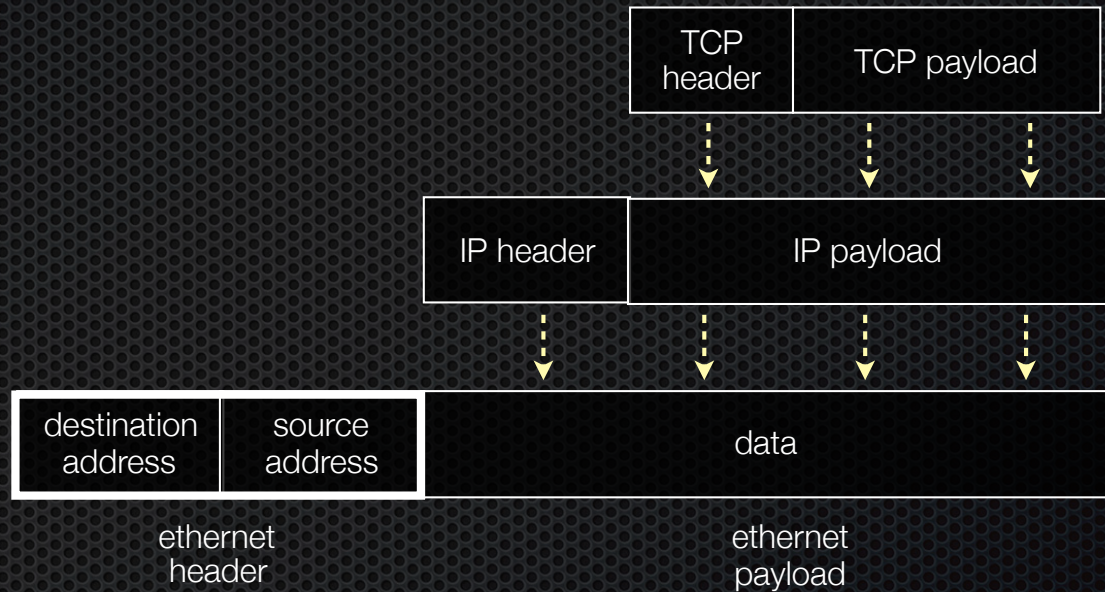 TCP
header
TCP payload
IP header
IP payload
destination
address
source
address
data
ethernet
header
ethernet
payload